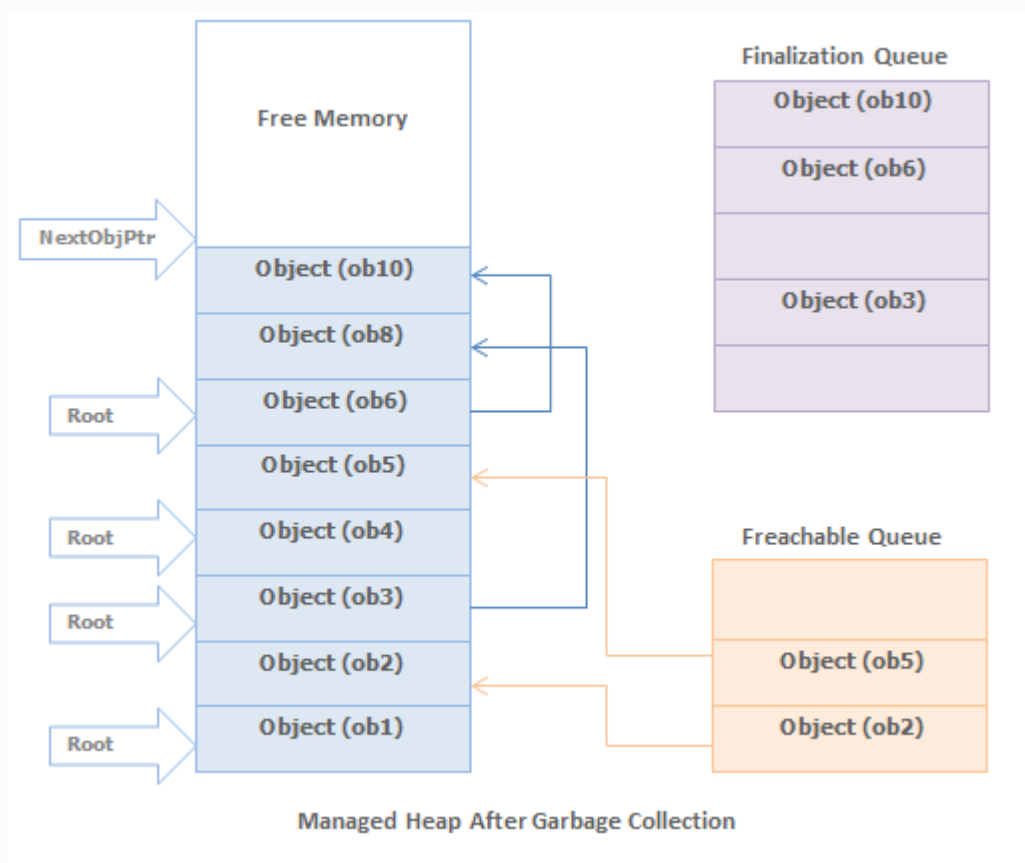 Finalization Queue
Object (ob10)
Free Memory
Object (ob6)
NextObjPtr
Object (ob10)
Object (ob3)
Object (ob8)
Root
Object (ob6)
Object (ob5)
Root
Object (ob4)
Freachable Queue
Root
Object (ob3)
Object (ob2)
Object (ob5)
Root
Object (ob1)
Object (ob2)
Managed Heap After Garbage Collection